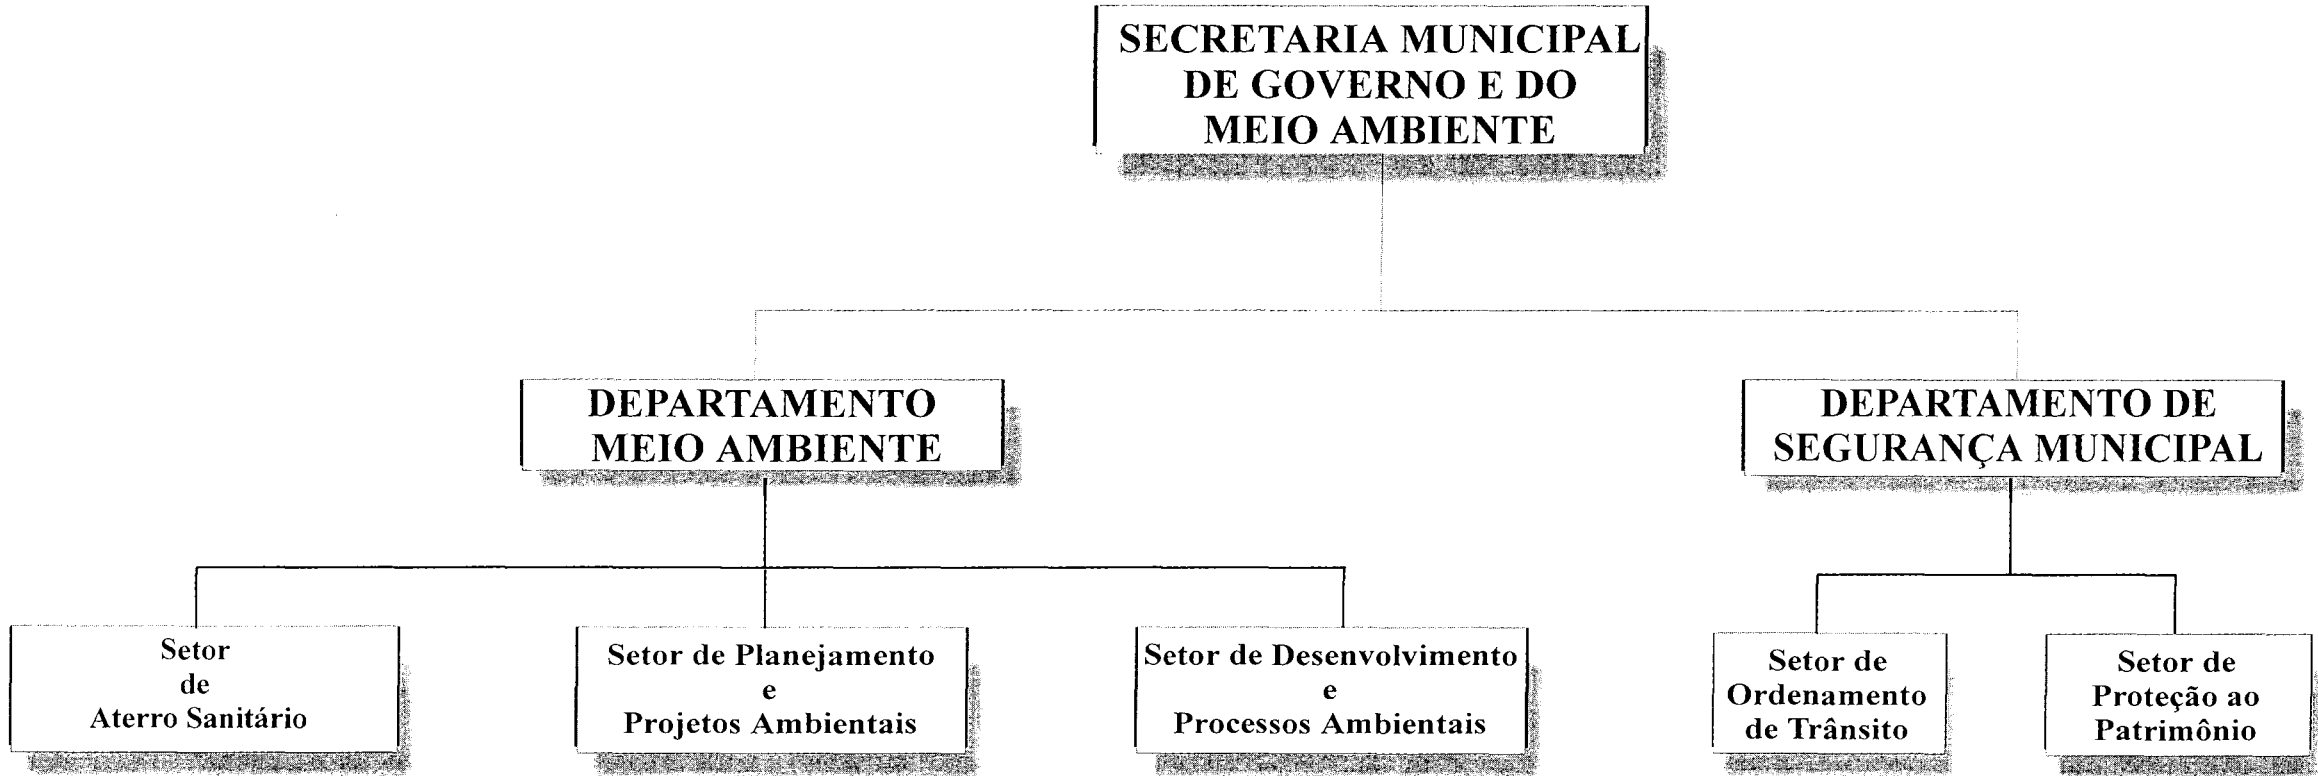 SECRETARIA MUNICIPAL
DE GOVERNO E DO
MEIO AMBIENTE
DEPARTAMENTO
MEIO AMBIENTE
DEPARTAMENTO DE
SEGURANÇA MUNICIPAL
Setor
de
Aterro Sanitário
Setor de Planejamento
e
Projetos Ambientais
Setor de Desenvolvimento
e
Processos Ambientais
Setor de
Ordenamento
de Trânsito
Setor de
Proteção ao
Patrimônio